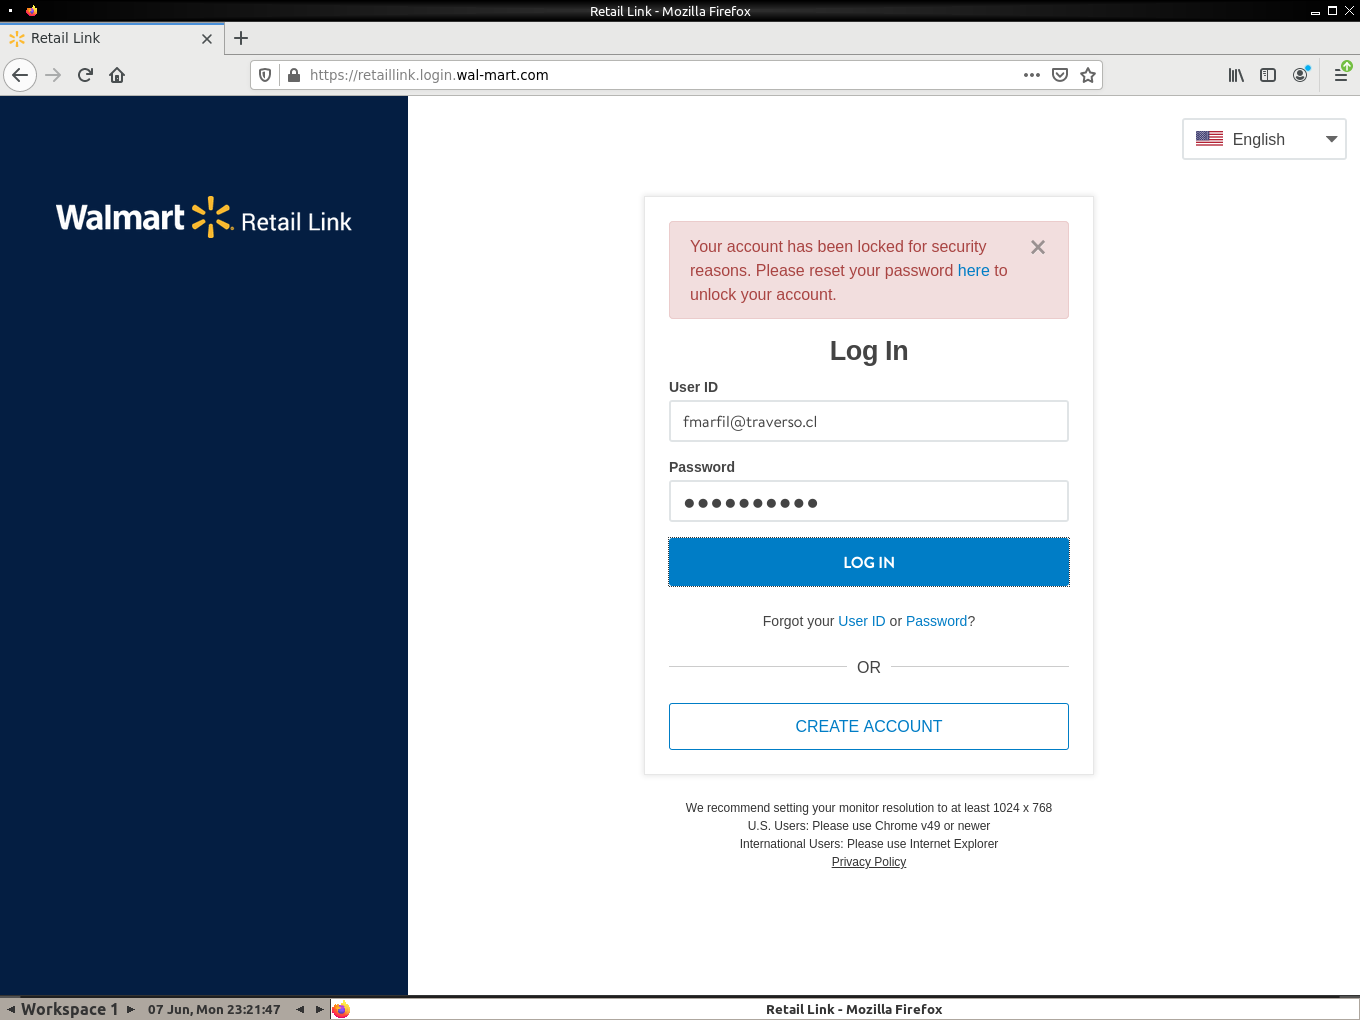 Retail Link - Mozilla Firefox
Retail Link
https://retaillink.login.wal-mart.com
English
Walmart Retail Link
Your account has been locked for security
reasons. Please reset your password here to
unlock your account.
Log In
User ID
fmarfil@traverso.cl
Password
LOG IN
Forgot your User ID or Password?
OR
CREATE ACCOUNT
We recommend setting your monitor resolution to at least 1024 x 768
U.S. Users: Please use Chrome v49 or newer
International Users: Please use Internet Explorer
Privacy Policy
Workspace 1 07 Jun, Mon 23:21:47 Retail Link - Mozilla Firefox